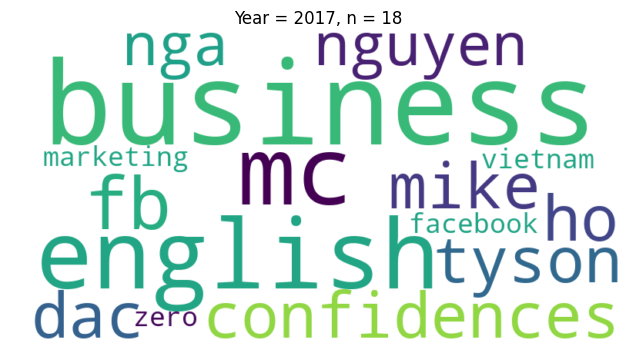 Year = 2017, n = 18
nga nguyen
business
marketing mc vietnam
fb mike
facebook ho
english tyson
dac zero confidences